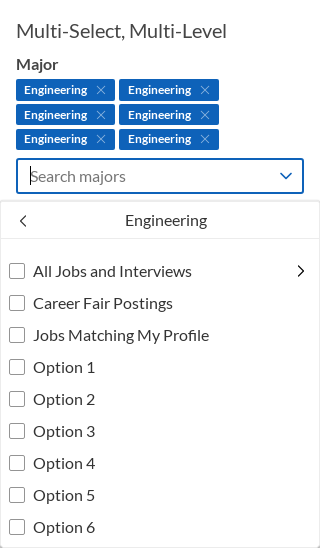 Multi-Select, Multi-Level
Major
Engineering Engineering
Engineering Engineering
Engineering Engineering
Search majors
Engineering
All Jobs and Interviews
Career Fair Postings
Jobs Matching My Profile
Option 1
Option 2
Option 3
Option 4
Option 5
Option 6